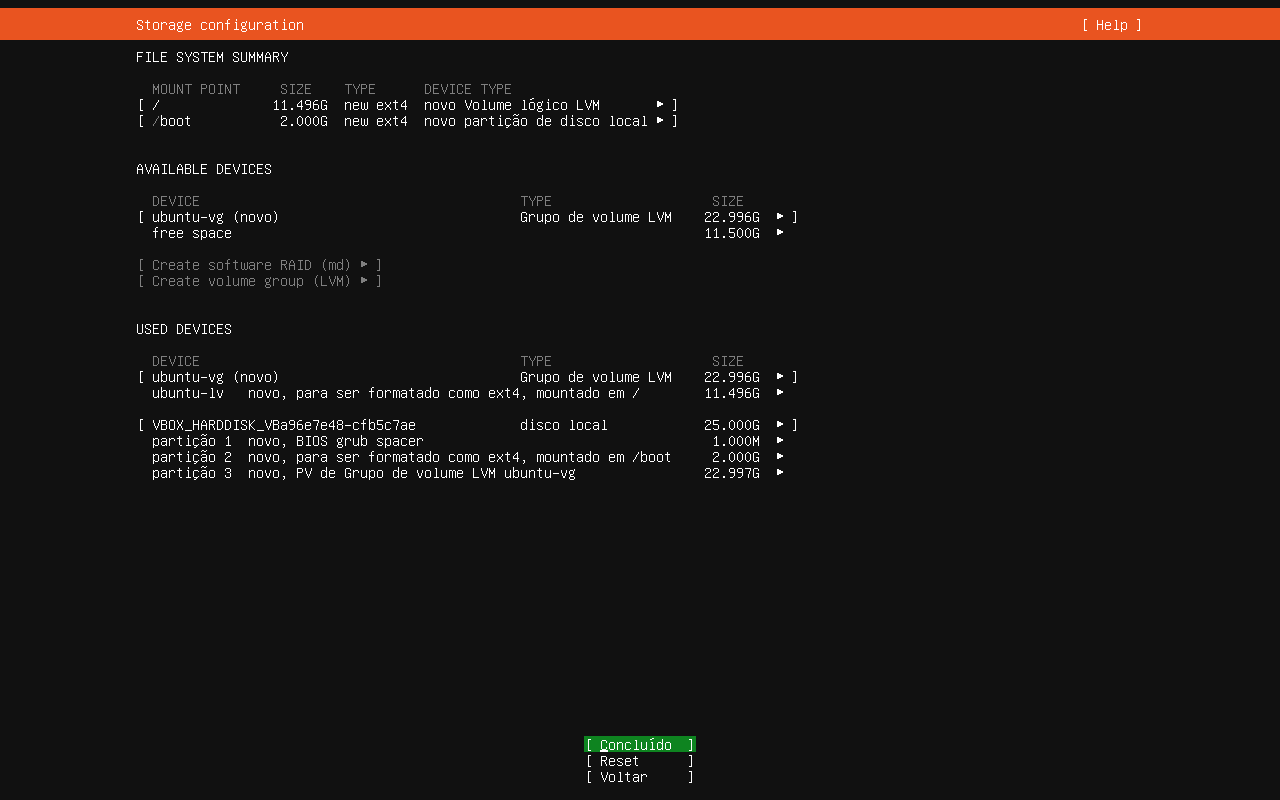 Storage configuration [ Help ]
FILE SYSTEM SUMMARY
MOUNT POINT SIZE TYPE DEVICE TYPE
[ / 11.496G new ext4 novo Volume lógico LVM ▸ ]
[ /boot 2.000G new ext4 novo partição de disco local ▸ ]
AVAILABLE DEVICES
DEVICE TYPE SIZE
[ ubuntu-vg (novo) Grupo de volume LVM 22.996G ▸ ]
free space 11.500G ▸
[ Create software RAID (md) ▸ ]
[ Create volume group (LVM) ▸ ]
USED DEVICES
DEVICE TYPE SIZE
[ ubuntu-vg (novo) Grupo de volume LVM 22.996G ▸ ]
ubuntu-lv novo, para ser formatado como ext4, mountado em / 11.496G ▸
[ VBOX_HARDDISK_VBa96e7e48-cfb5c7ae disco local 25.000G ▸ ]
partição 1 novo, BIOS grub spacer 1.000M ▸
partição 2 novo, para ser formatado como ext4, mountado em /boot 2.000G ▸
partição 3 novo, PV de Grupo de volume LVM ubuntu-vg 22.997G ▸
[ Concluído ]
[ Reset ]
[ Voltar ]